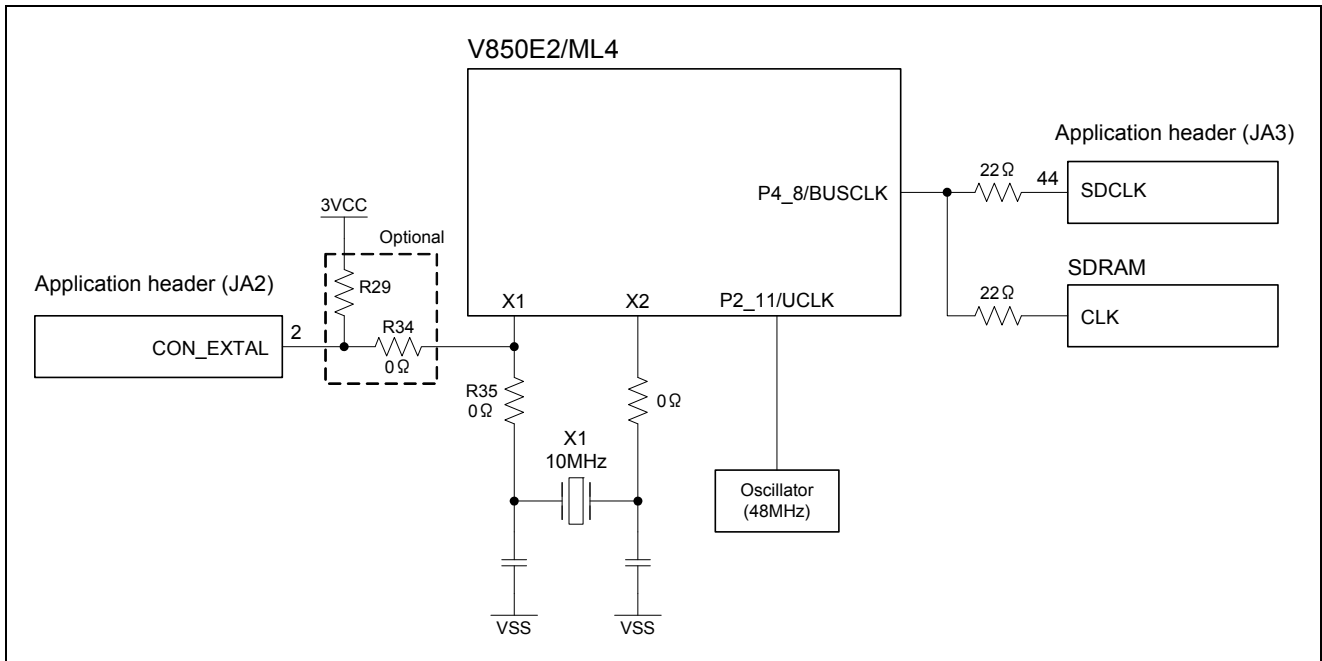 V850E2/ML4
Application header (JA3)
22Ω
44
SDCLK
P4_8/BUSCLK
3VCC
Optional
SDRAM
Application header (JA2)
R29
22Ω
CLK
X1
X2
P2_11/UCLK
2
R34
CON_EXTAL
0Ω
R35
0Ω
0Ω
X1
10MHz
Oscillator
(48MHz)
VSS
VSS